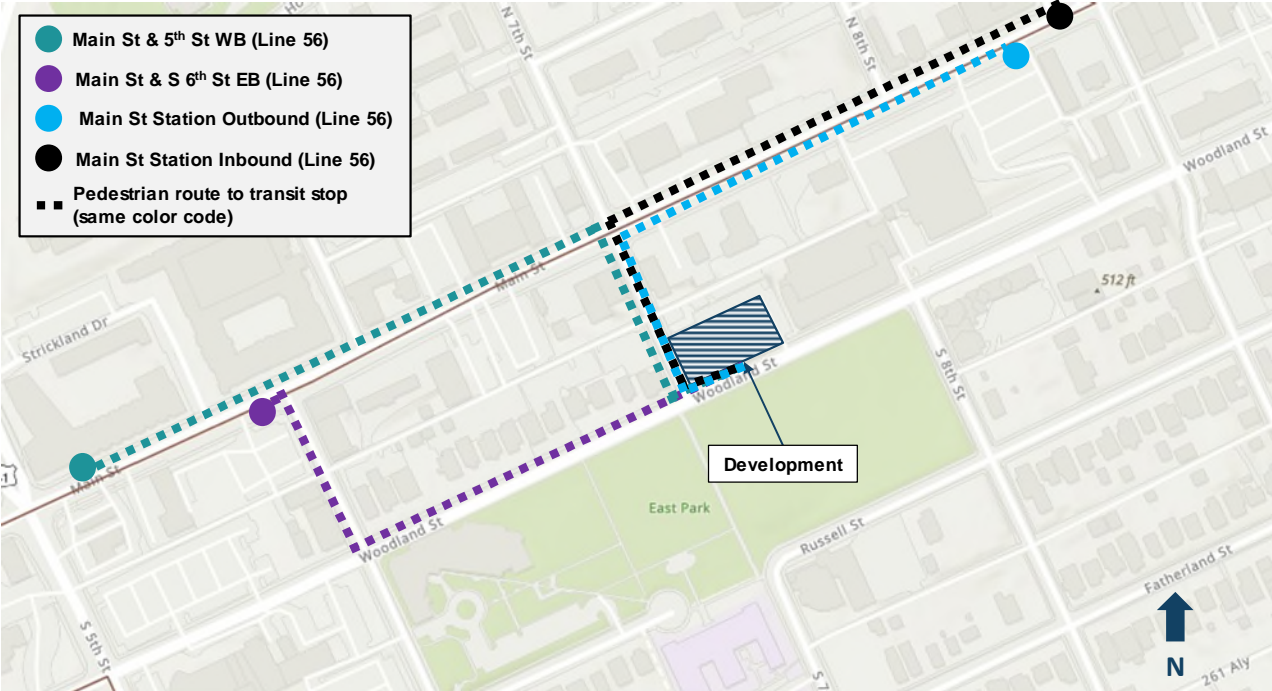 Main St & 5th St WB (Line 56)
Main St & S 6th St EB (Line 56)
Main St Station Outbound (Line 56)
Main St Station Inbound (Line 56)
Pedestrian route to transit stop
(same color code)
N 7th St
N 8th St
Woodland St
Main St
512 ft
Strickland Dr
S 8th St
Woodland St
Development
Main St
East Park
Woodland St
Russell St
Fatherland St
S 5th St
N
261 Aly
S 7